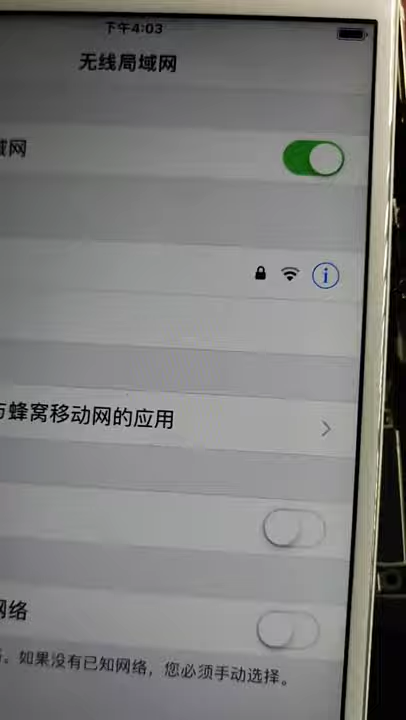 下午4:03
无线局域网
域网
与蜂窝移动网的应用
网络
。如果没有已知网络，您必须手动选择。